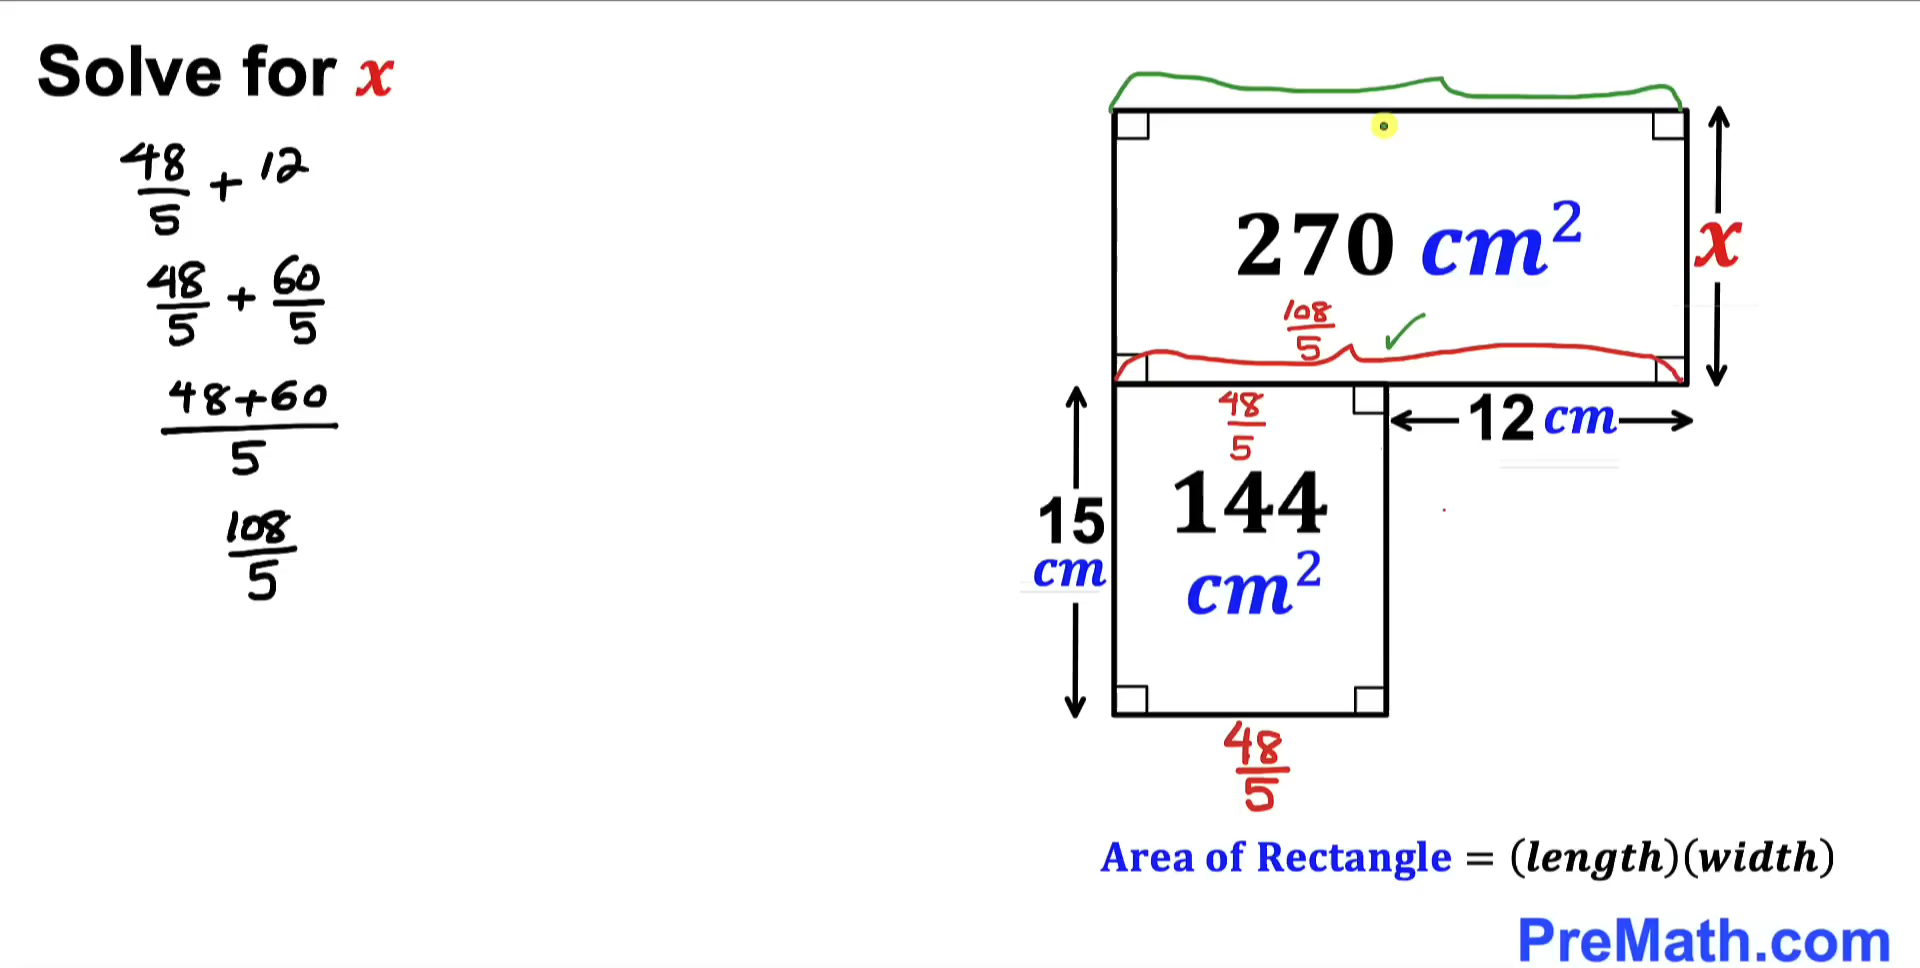 Solve for x
48/5 + 12
48/5 + 60/5
48+60/5
108/5
270 cm²
x
108/5 ✓
48/5
12 cm
144
cm²
15
cm
48/5
Area of Rectangle = (length)(width)
PreMath.com